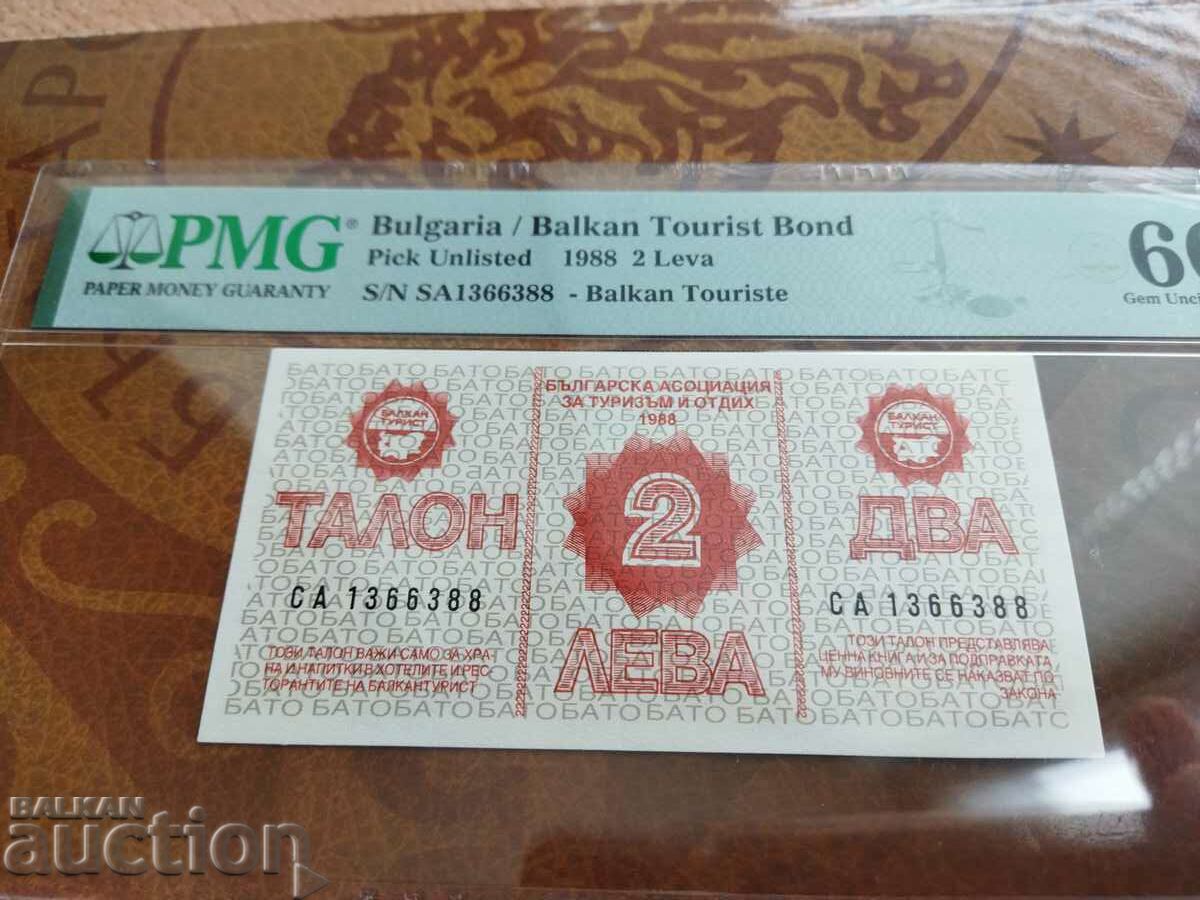 PMG®
PAPER MONEY GUARANTY
Bulgaria / Balkan Tourist Bond
Pick Unlisted 1988 2 Leva
S/N SA1366388 - Balkan Touriste
Gem
БЪЛГАРСКА АСОЦИАЦИЯ
ЗА ТУРИЗЪМ И ОТДИХ
1988
БАЛКАН
ТУРИСТ
БАЛКАН
ТУРИСТ
ТАЛОН
2
ДВА
СА 1366388
СА 1366388
ЛЕВА
ТОЗИ ТАЛОН ВАЖИ САМО ЗА ХРА-
НА И НАПИТКИ В ХОТЕЛИТЕ И РЕС-
ТОРАНТИТЕ НА БАЛКАНТУРИСТ
ТОЗИ ТАЛОН ПРЕДСТАВЛЯВА
ЦЕННА КНИГА И ЗА ПОДПРАВКАТА
МУ ВИНОВНИТЕ СЕ НАКАЗВАТ ПО
ЗАКОНА
BALKAN
auction